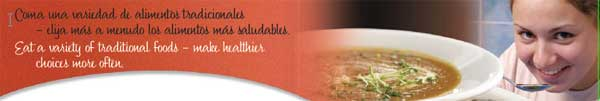 Coma una variedad de alimentos tradicionales
– elija más a menudo los alimentos más saludables.
Eat a variety of traditional foods – make healthier
choices more often.